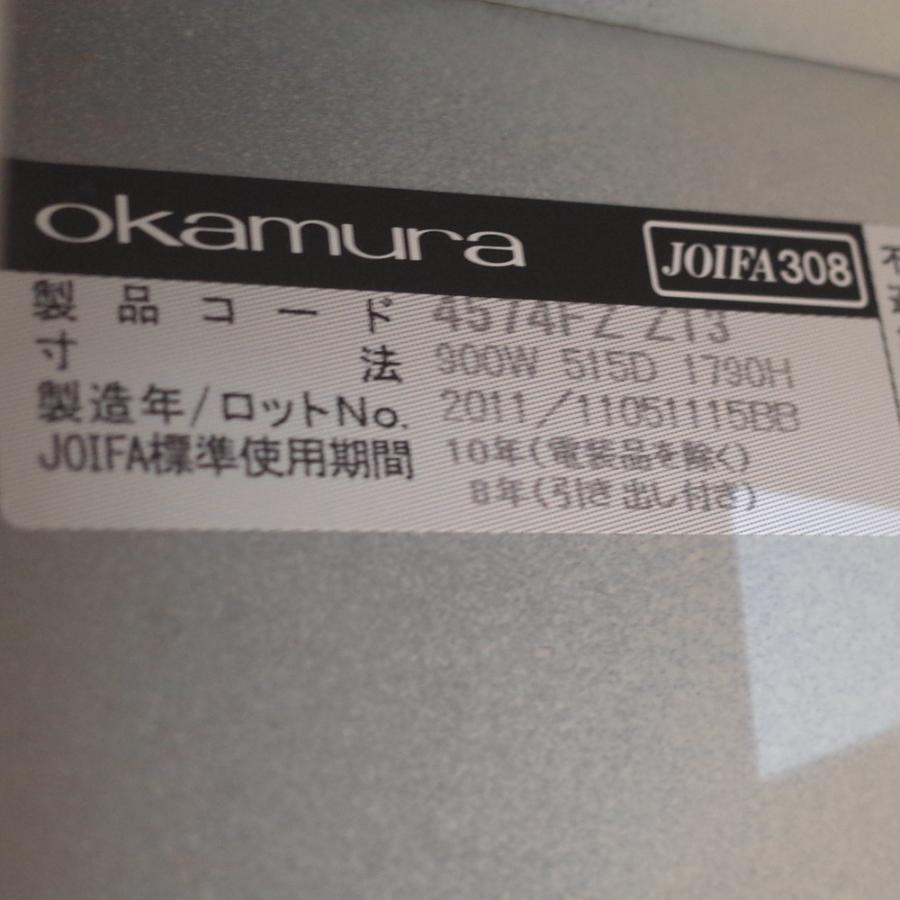 okamura JOIFA308
製品コード 4574FZ Z13
寸法 900W 515D 1790H
製造年/ロットNo. 2011/11051115BB
JOIFA標準使用期間 10年(電装品を除く)
8年(引き出し付き)